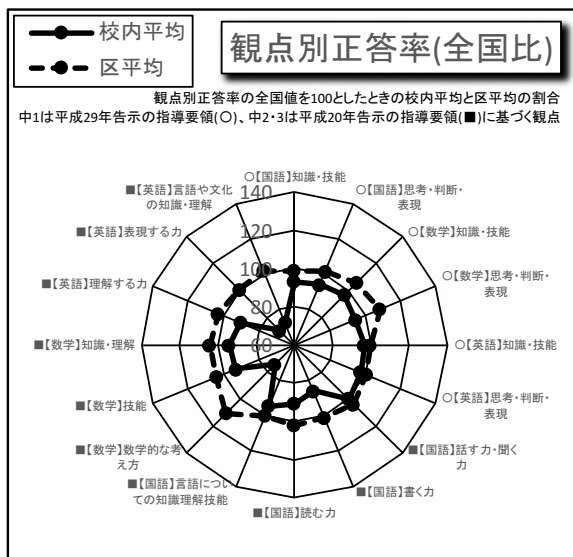 校内平均
区平均
観点別正答率(全国比)
観点別正答率の全国値を100としたときの校内平均と区平均の割合
中1は平成29年告示の指導要領(〇)、中2・3は平成20年告示の指導要領(■)に基づく観点
140
120
100
80
60
〇【国語】知識・技能
〇【国語】思考・判断・
表現
〇【数学】知識・技能
〇【数学】思考・判断・
表現
〇【英語】知識・技能
〇【英語】思考・判断・
表現
■【国語】話す力・聞く
力
■【国語】書く力
■【国語】読む力
■【国語】言語につい
ての知識理解技能
■【数学】数学的な考
え方
■【数学】技能
■【数学】知識・理解
■【英語】理解する力
■【英語】表現する力
■【英語】言語や文化
の知識・理解